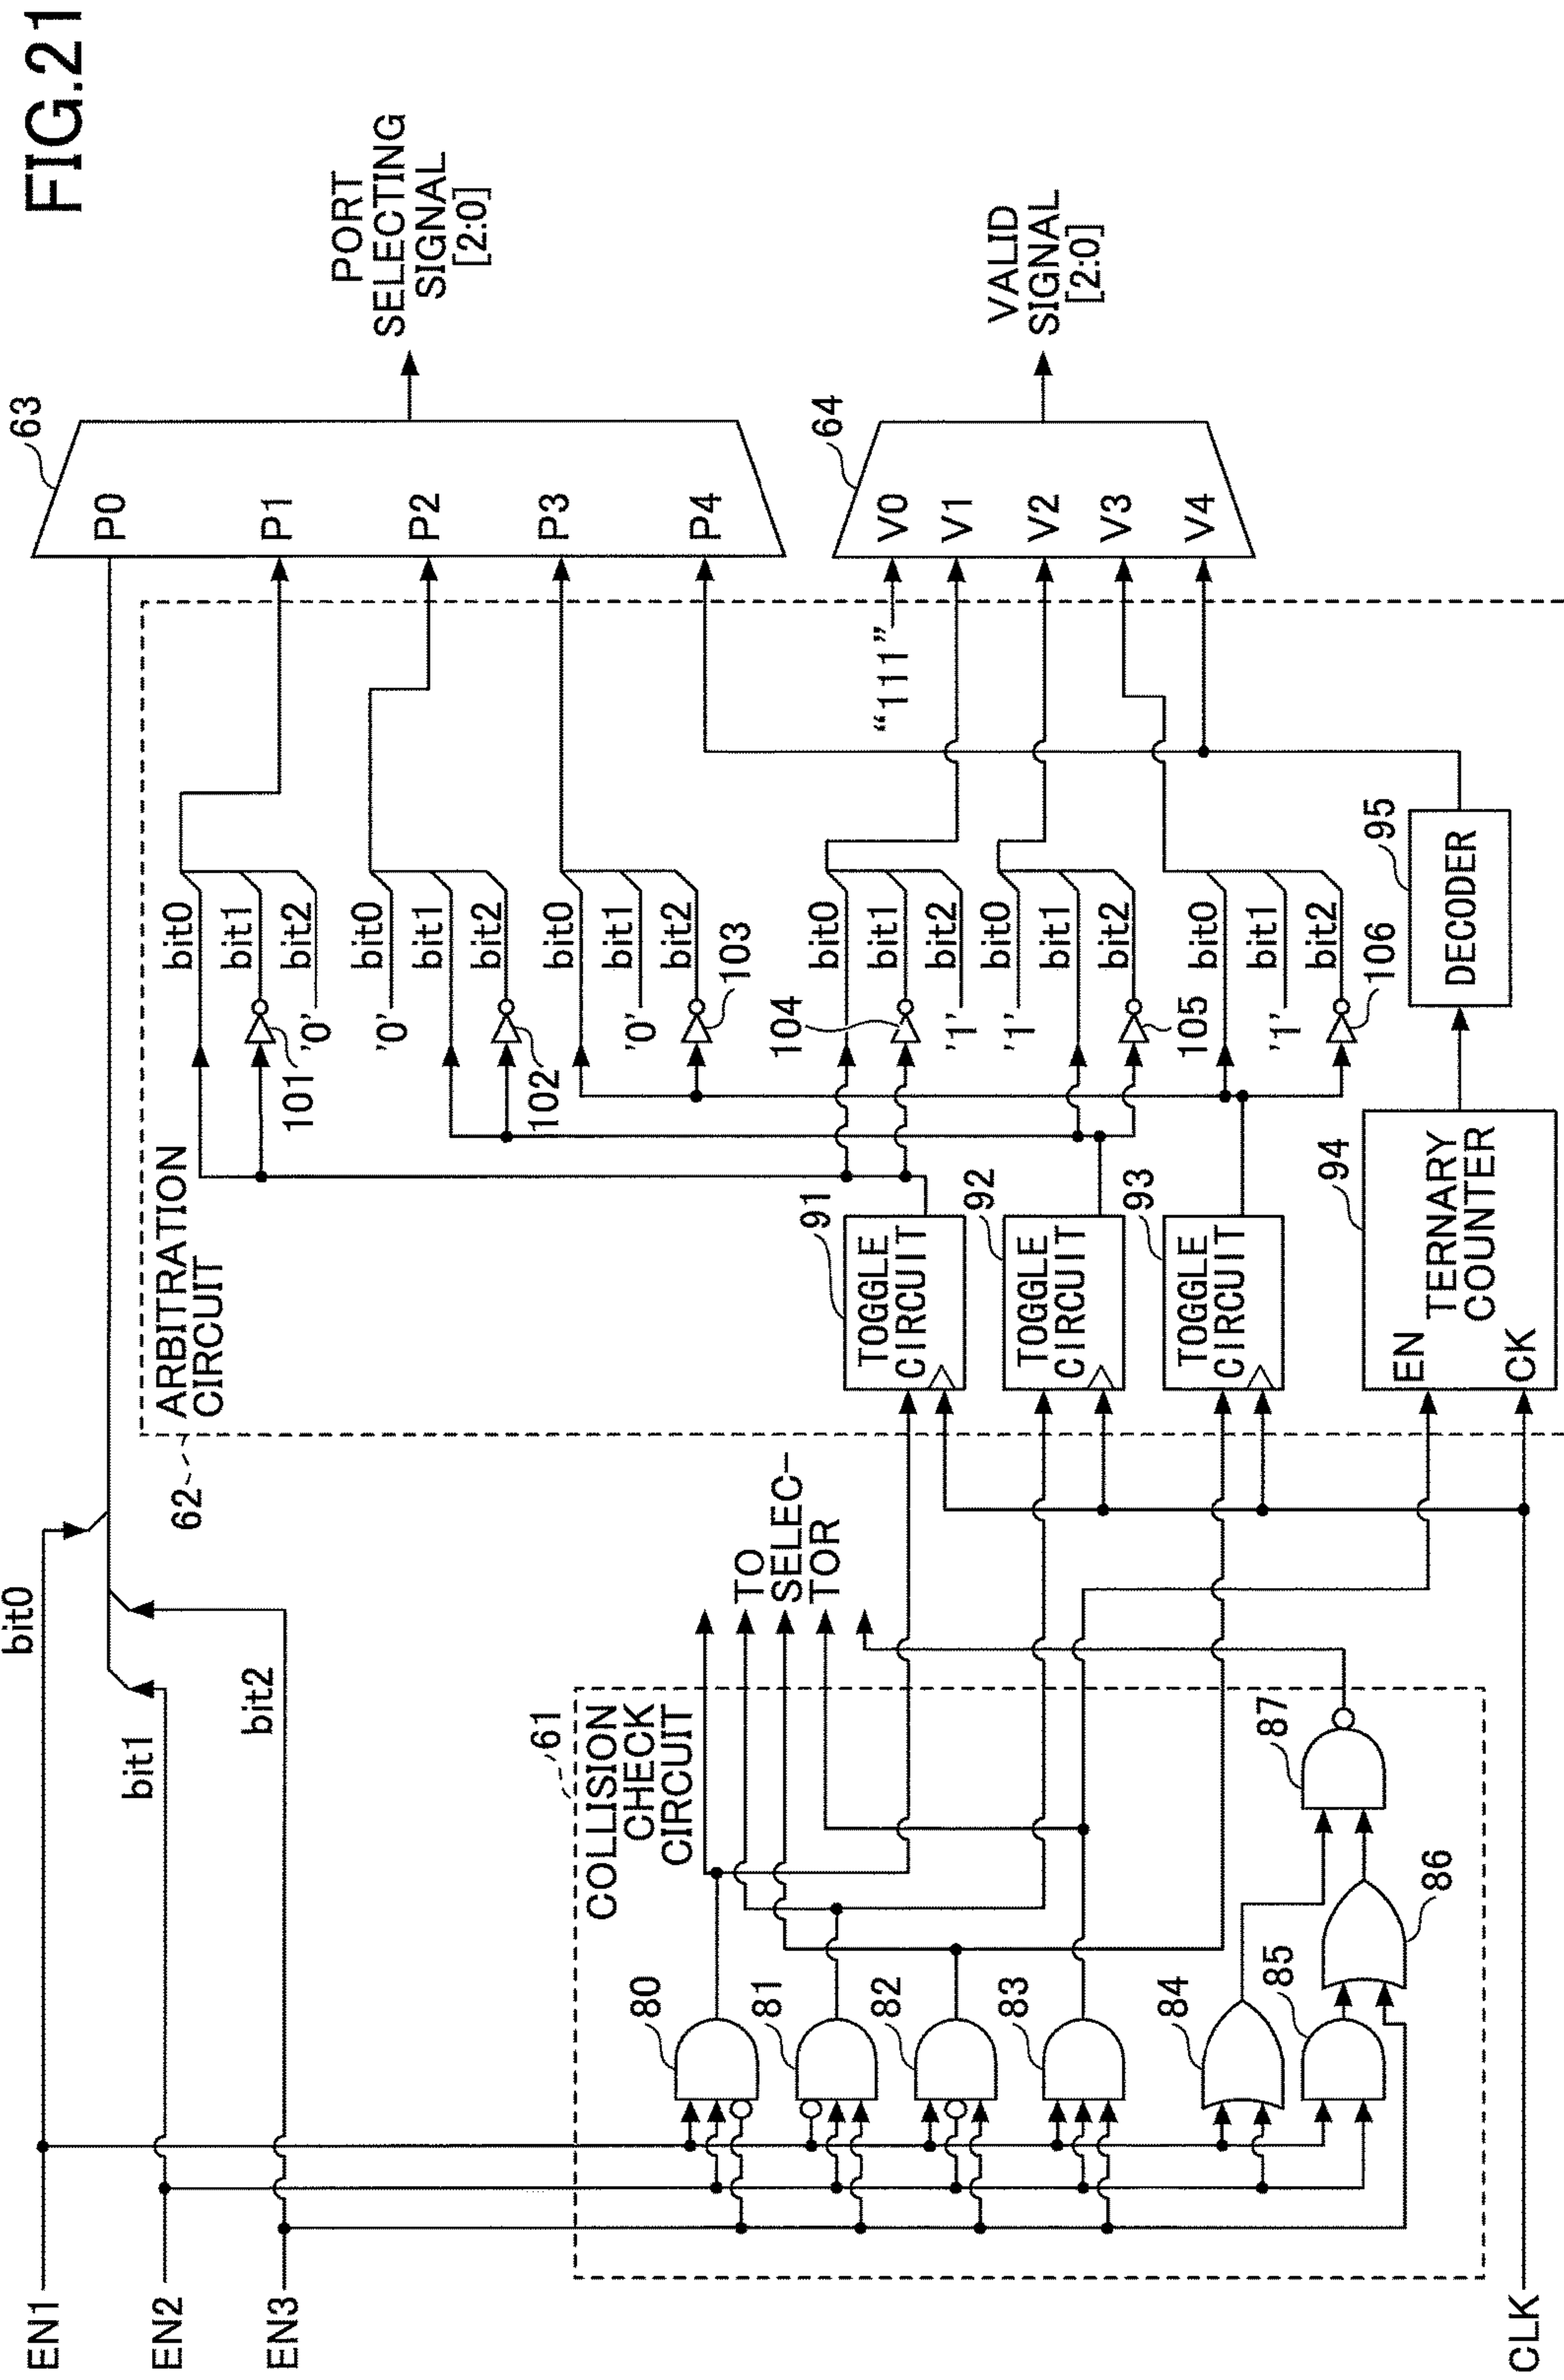 FIG.21
EN1
EN2
EN3
CLK
bit0
bit1
bit2
61
COLLISION
CHECK
CIRCUIT
80
81
82
83
84
85
86
87
TO
SELEC-
TOR
62
ARBITRATION
CIRCUIT
91
TOGGLE
CIRCUIT
92
TOGGLE
CIRCUIT
93
TOGGLE
CIRCUIT
94
EN
TERNARY
COUNTER
CK
95
DECODER
bit0
bit1
bit2
101
'0'
bit0
bit1
bit2
'0'
102
bit0
bit1
bit2
'0'
103
bit0
bit1
bit2
104
'1'
bit0
bit1
bit2
'1'
105
bit0
bit1
bit2
'1'
106
"111"
63
P0
P1
P2
P3
P4
PORT
SELECTING
SIGNAL
[2:0]
64
V0
V1
V2
V3
V4
VALID
SIGNAL
[2:0]